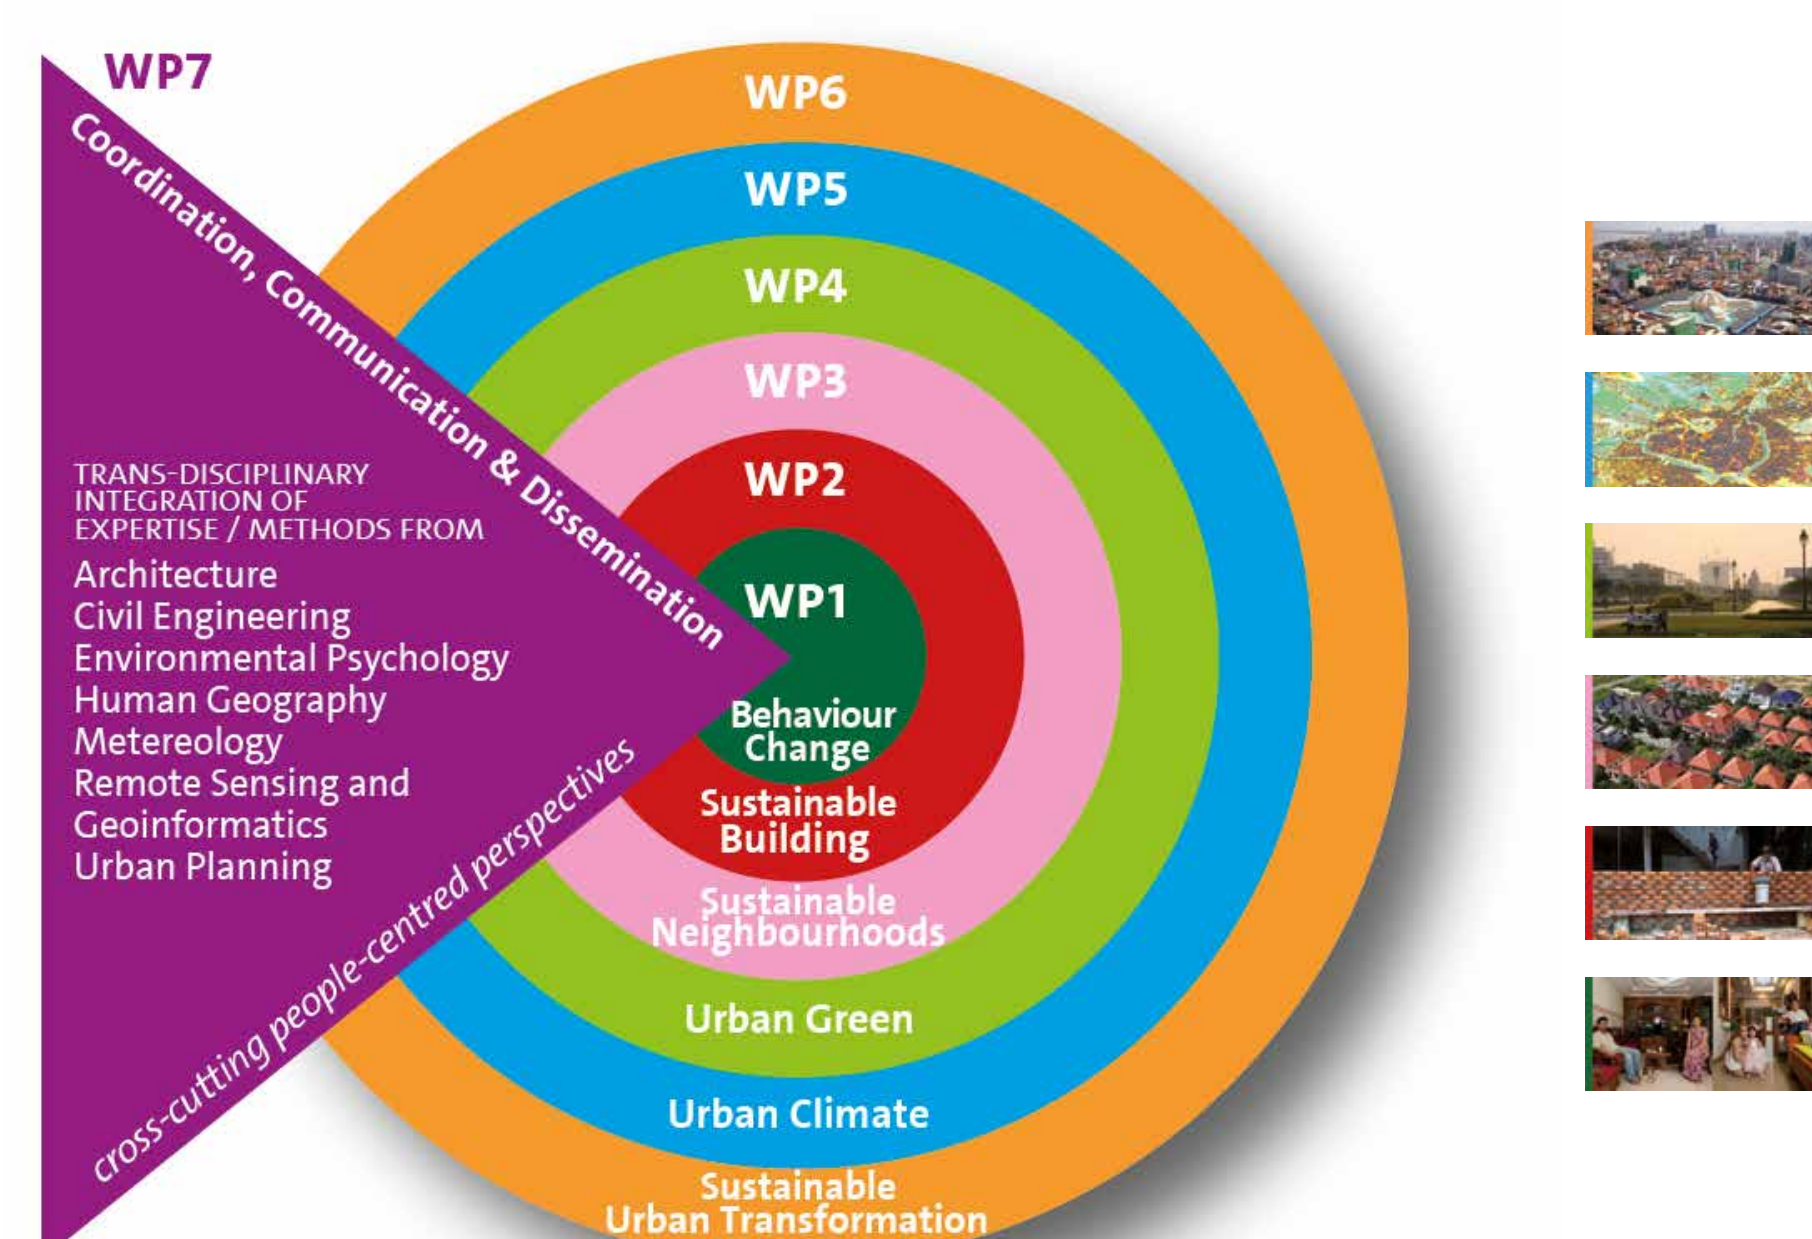 WP7
Coordination, Communication & Dissemination
TRANS-DISCIPLINARY
INTEGRATION OF
EXPERTISE / METHODS FROM
Architecture
Civil Engineering
Environmental Psychology
Human Geography
Metereology
Remote Sensing and
Geoinformatics
Urban Planning
cross-cutting people-centred perspectives
WP6
WP5
WP4
WP3
WP2
WP1
Behaviour
Change
Sustainable
Building
Sustainable
Neighbourhoods
Urban Green
Urban Climate
Sustainable
Urban Transformation